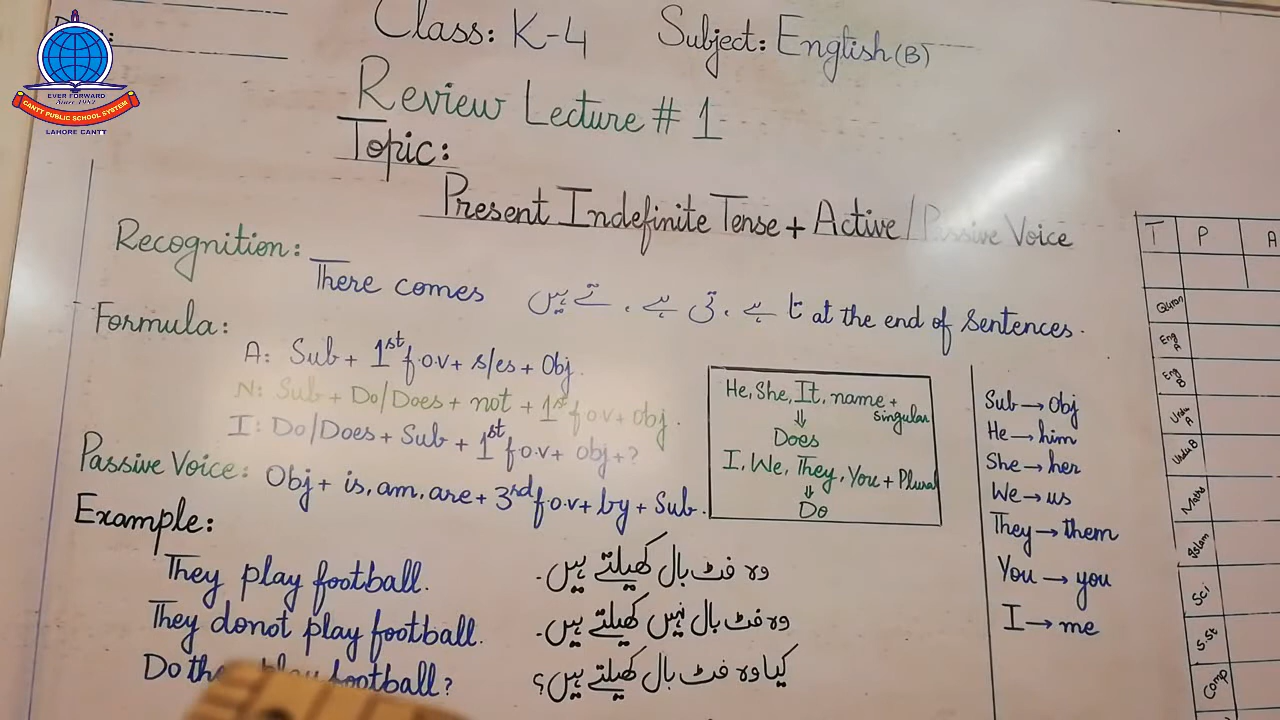 EVER FORWARD
Since 1982
CANTT PUBLIC SCHOOL SYSTEM
LAHORE CANTT
Class: K-4 Subject: English (B)
Review Lecture # 1
Topic:
Present Indefinite Tense + Active / Passive Voice
Recognition:
There comes تا ہے ، تی ہے ، تے ہیں at the end of sentences.
Formula:
A: Sub + 1st f.o.v + s/es + Obj.
N: Sub + Do/Does + not + 1st f.o.v + obj.
I: Do/Does + Sub + 1st f.o.v + obj + ?
Passive Voice: Obj + is, am, are + 3rd f.o.v + by + Sub.
He, She, It, name + singular
⇓
Does
I, We, They, You + Plural
⇓
Do
Sub → Obj
He → him
She → her
We → us
They → them
You → you
I → me
Example:
They play football. وہ فٹ بال کھیلتے ہیں۔
They donot play football. وہ فٹ بال نہیں کھیلتے ہیں۔
Do play football? کیا وہ فٹ بال کھیلتے ہیں؟
T P A
Quran
Eng A
Eng B
Urdu A
Urdu B
Maths
Islam
Sci
S.St
Comp